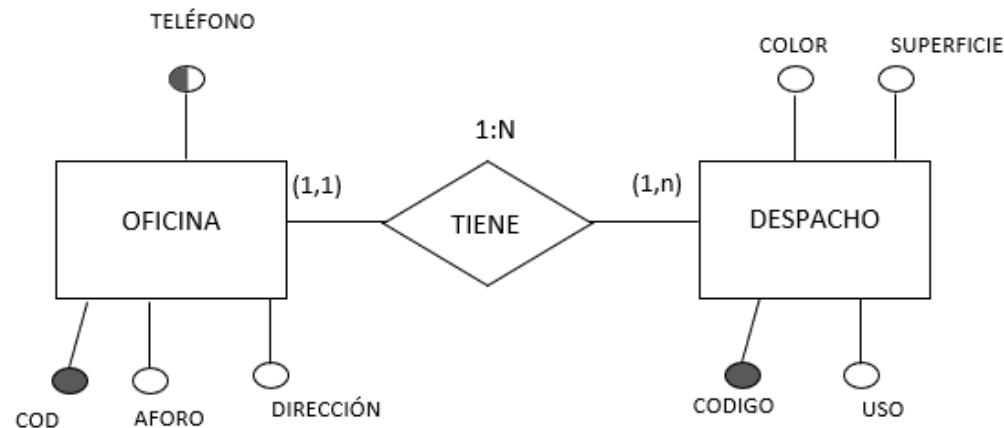 TELÉFONO
COLOR
SUPERFICIE
1:N
(1,1)
(1,n)
OFICINA
TIENE
DESPACHO
COD
AFORO
DIRECCIÓN
CODIGO
USO